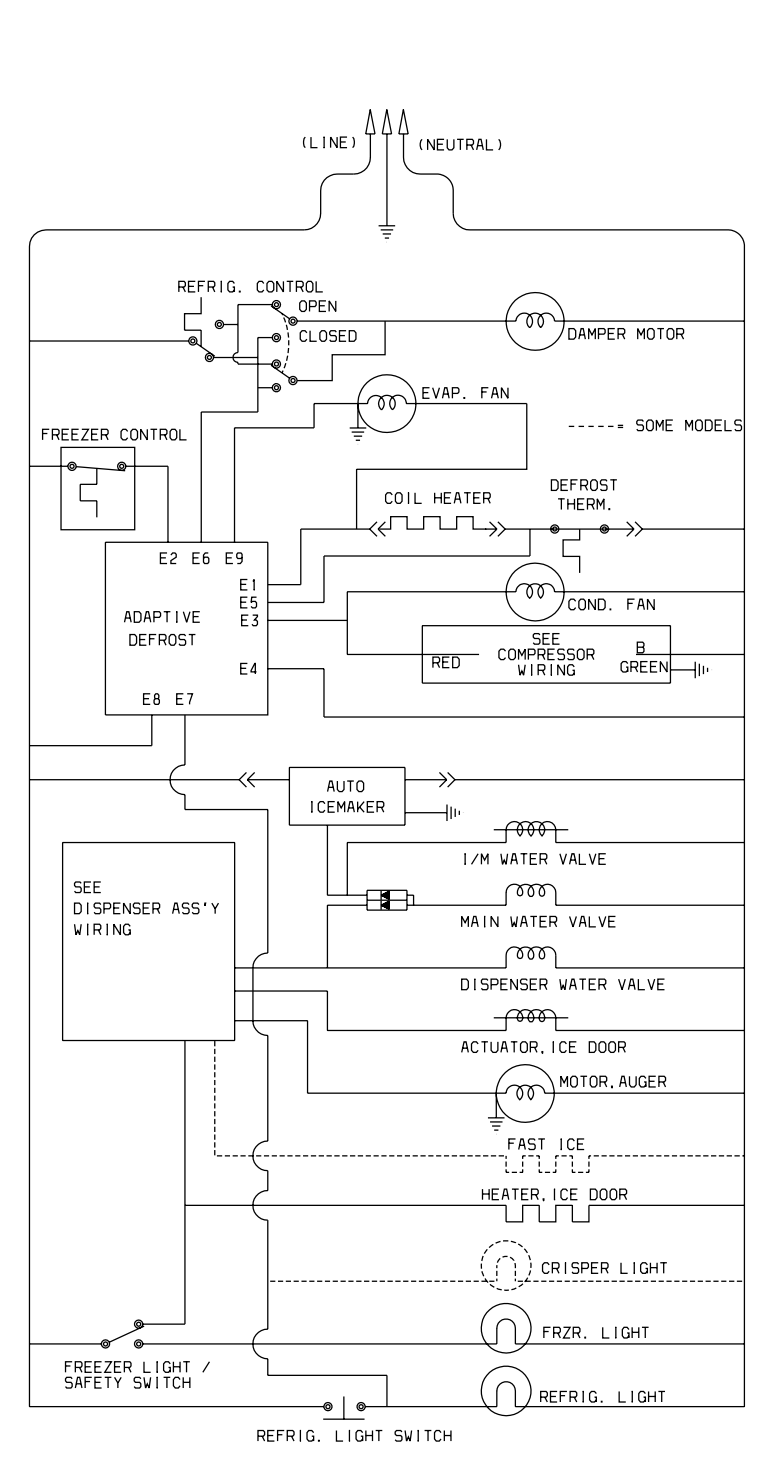 (LINE)
(NEUTRAL)
REFRIG. CONTROL
OPEN
CLOSED
DAMPER MOTOR
EVAP. FAN
-----= SOME MODELS
FREEZER CONTROL
COIL HEATER
DEFROST
THERM.
E2 E6 E9
E1
E5
E3
E4
E8 E7
ADAPTIVE
DEFROST
COND. FAN
SEE
COMPRESSOR
WIRING
RED
B
GREEN
AUTO
ICEMAKER
I/M WATER VALVE
SEE
DISPENSER ASS'Y
WIRING
MAIN WATER VALVE
DISPENSER WATER VALVE
ACTUATOR, ICE DOOR
MOTOR, AUGER
FAST ICE
HEATER, ICE DOOR
CRISPER LIGHT
FRZR. LIGHT
FREEZER LIGHT /
SAFETY SWITCH
REFRIG. LIGHT
REFRIG. LIGHT SWITCH